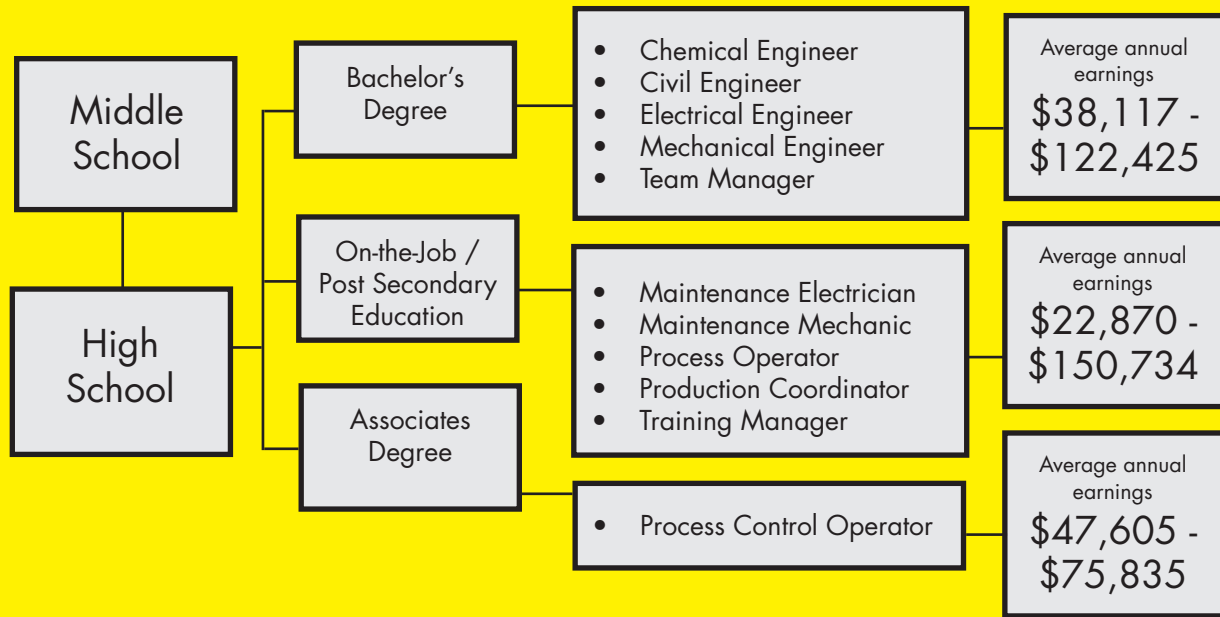 Middle
School
High
School
Bachelor’s
Degree
On-the-Job /
Post Secondary
Education
Associates
Degree
• Chemical Engineer
• Civil Engineer
• Electrical Engineer
• Mechanical Engineer
• Team Manager
• Maintenance Electrician
• Maintenance Mechanic
• Process Operator
• Production Coordinator
• Training Manager
• Process Control Operator
Average annual
earnings
$38,117 -
$122,425
Average annual
earnings
$22,870 -
$150,734
Average annual
earnings
$47,605 -
$75,835